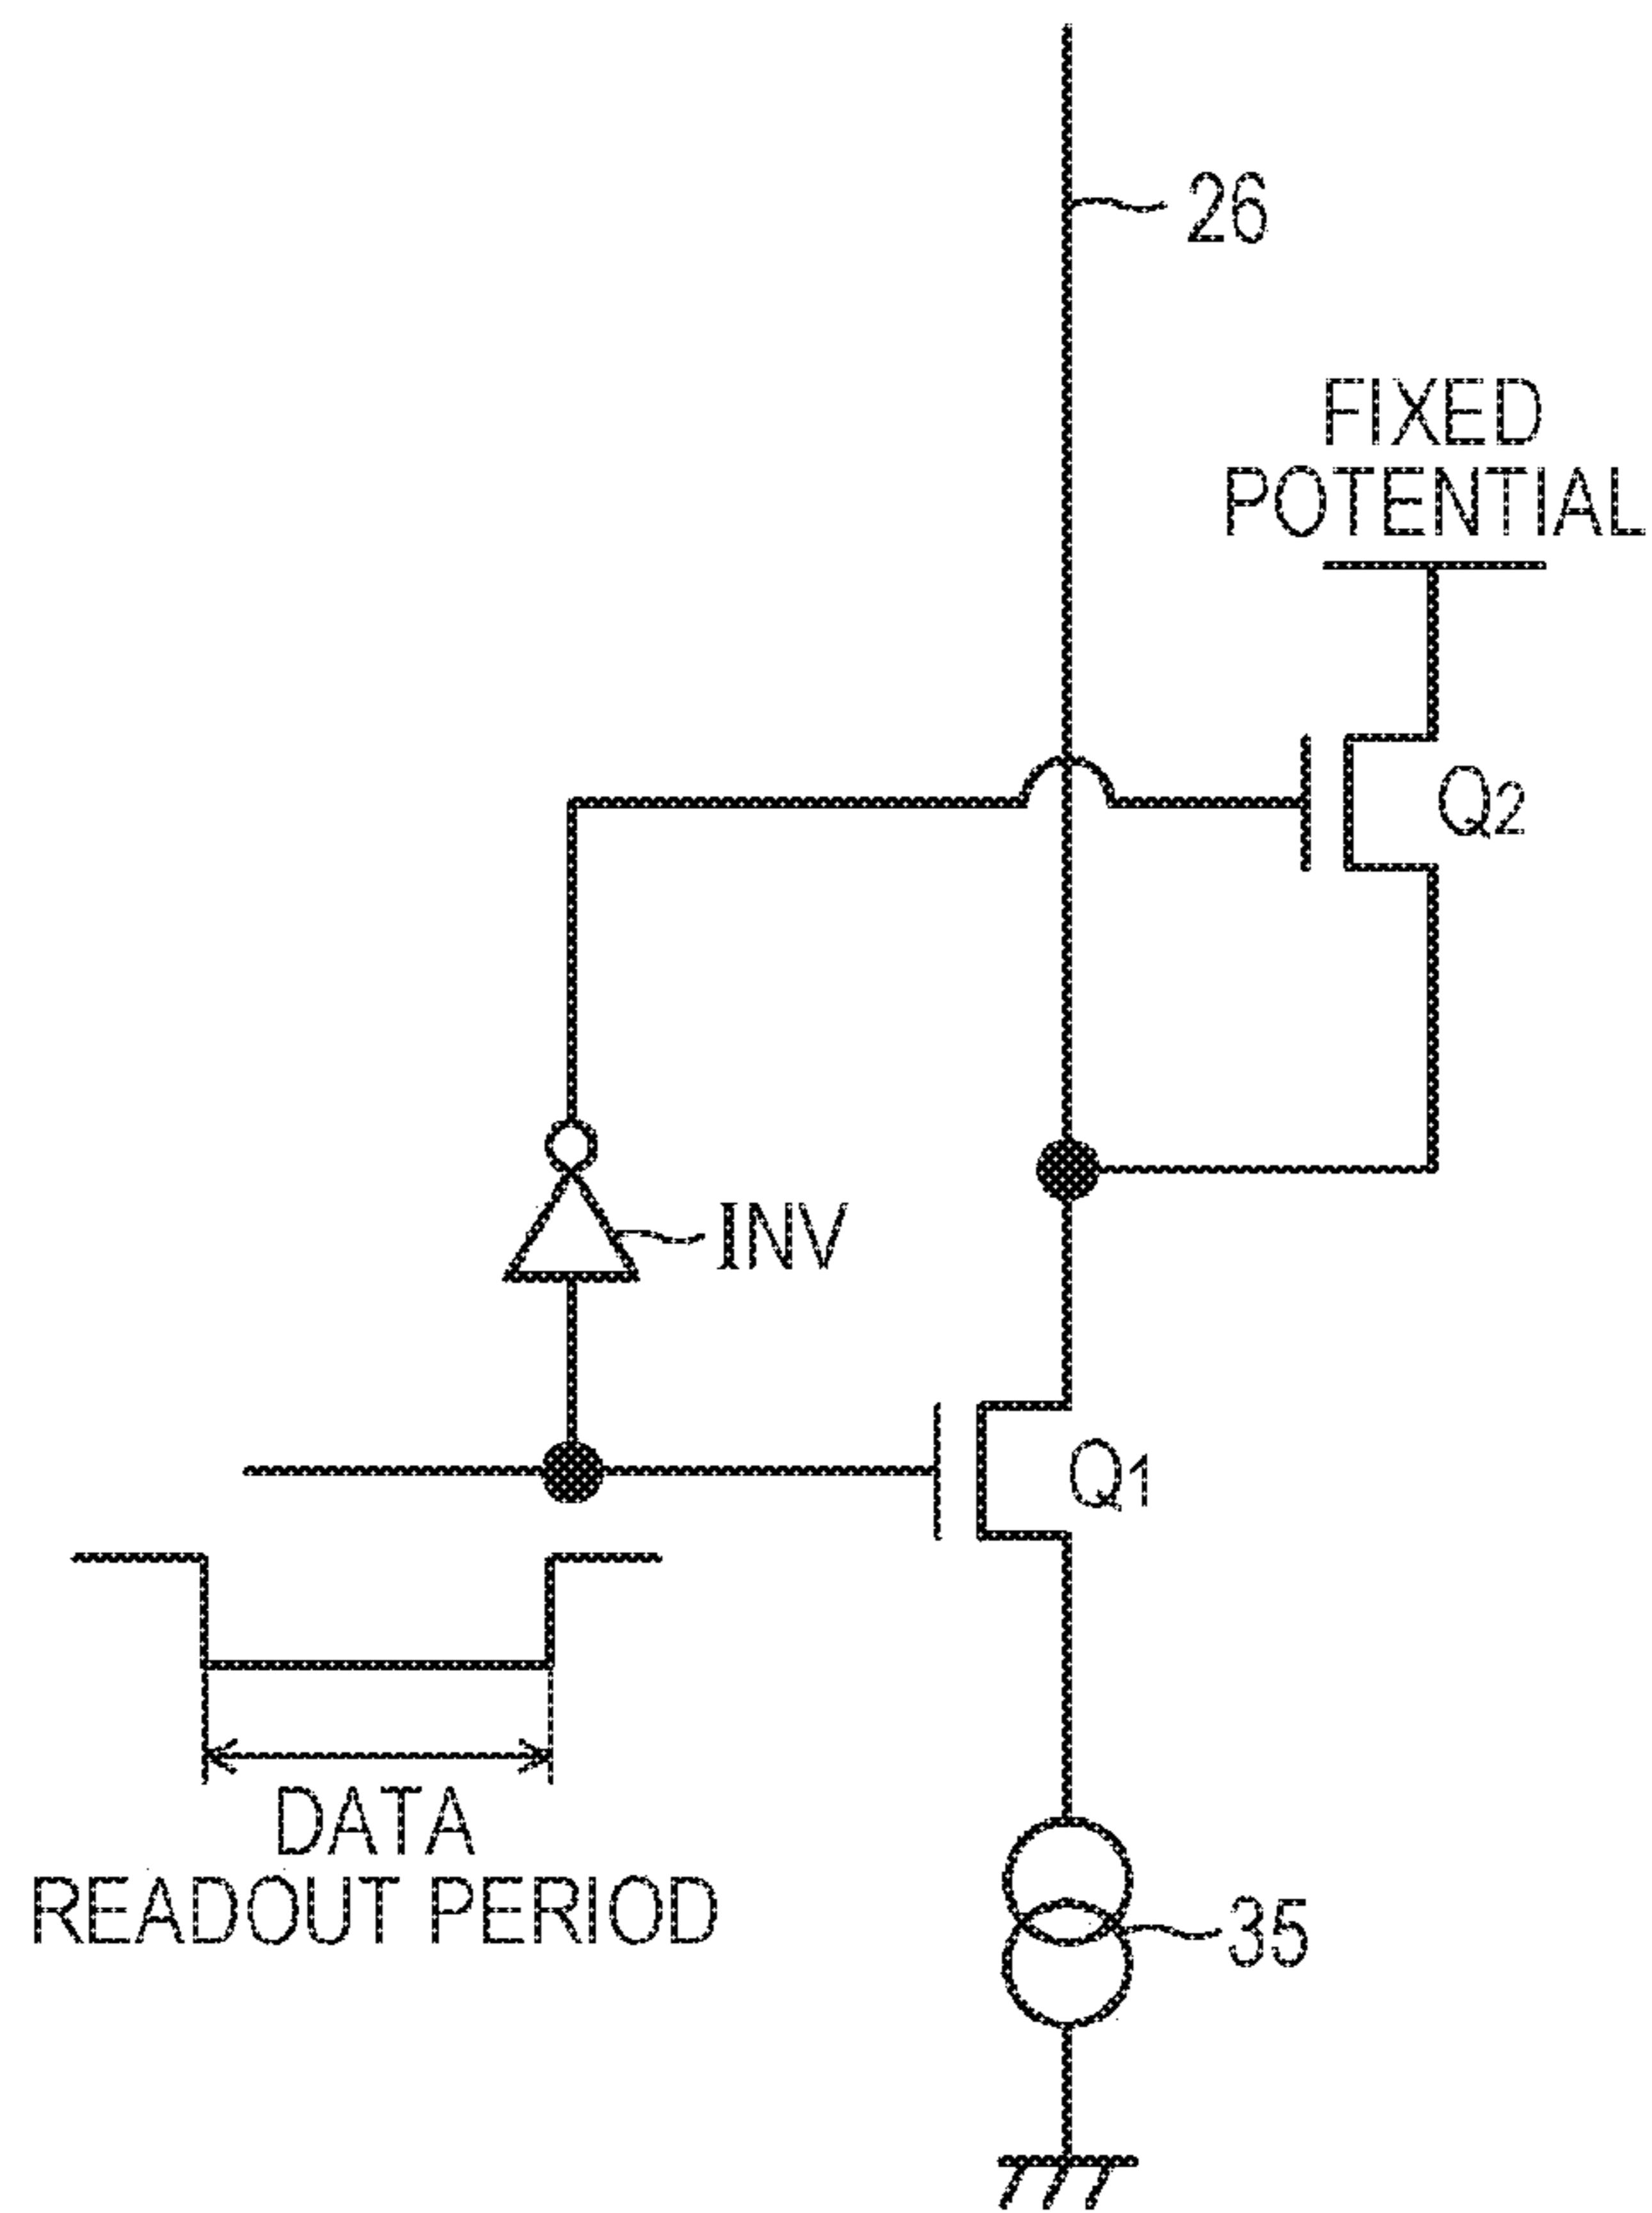 26
FIXED
POTENTIAL
Q2
INV
Q1
DATA
READOUT PERIOD
35